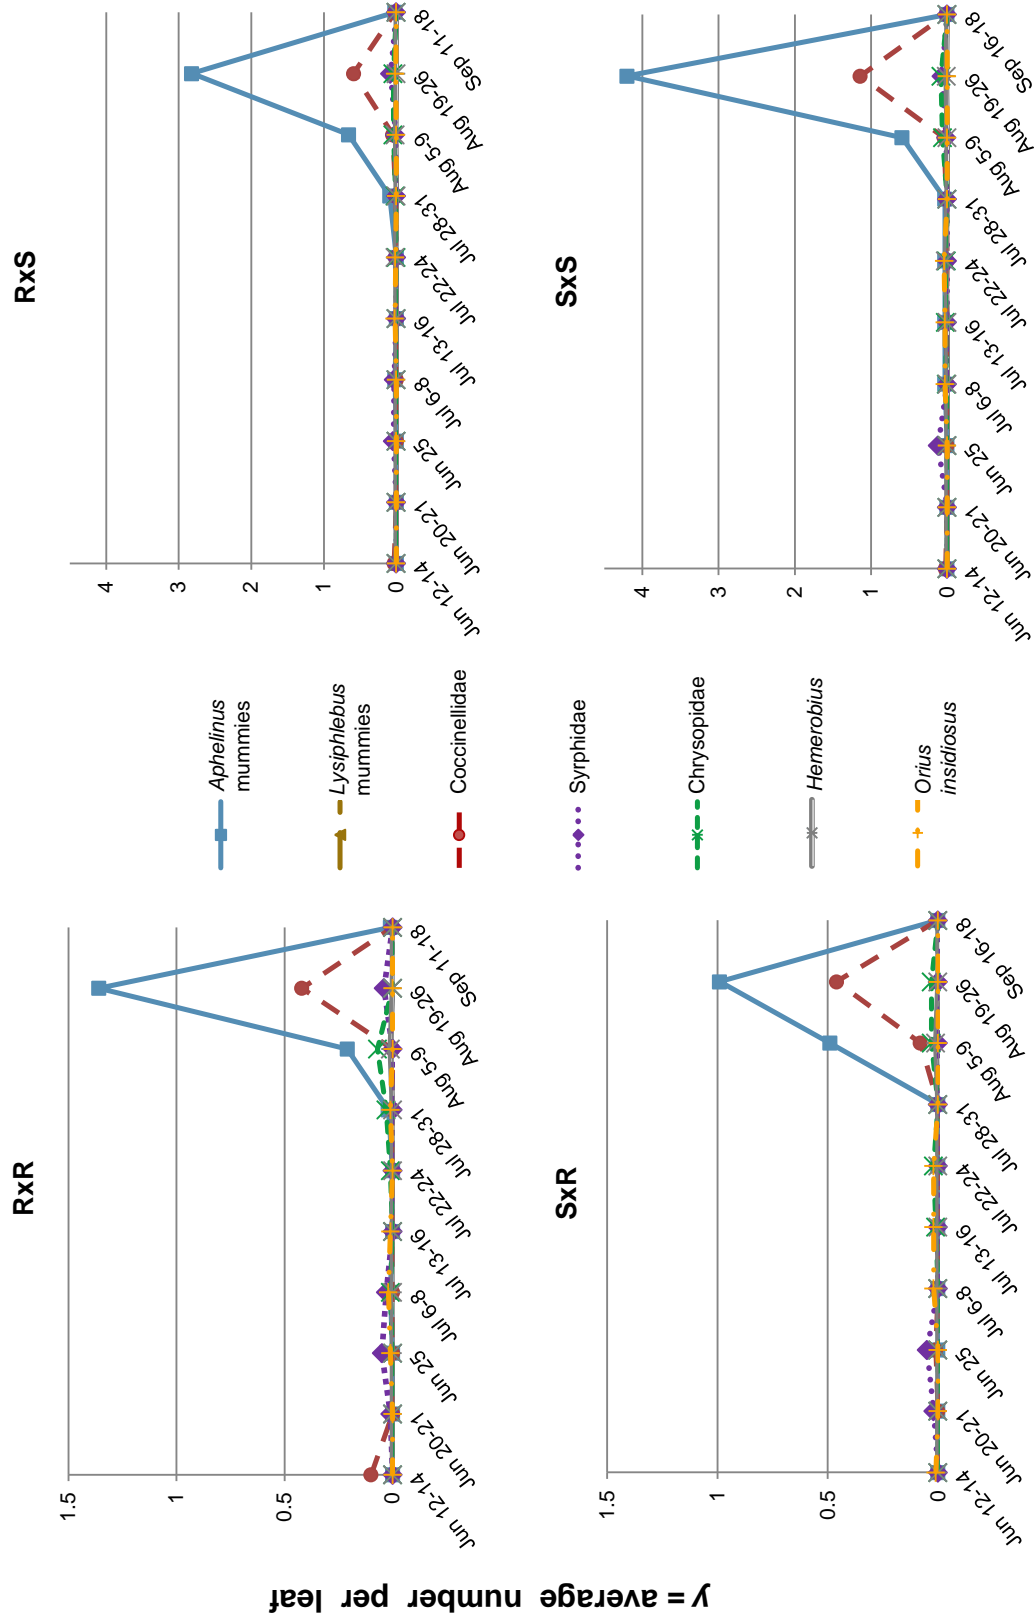 y = average number per leaf
RxR
1.5
1
0.5
0
Jun 12-14
Jun 20-21
Jun 25
Jul 6-8
Jul 13-16
Jul 22-24
Jul 28-31
Aug 5-9
Aug 19-26
Sep 11-18
RxS
4
3
2
1
0
Jun 12-14
Jun 20-21
Jun 25
Jul 6-8
Jul 13-16
Jul 22-24
Jul 28-31
Aug 5-9
Aug 19-26
Sep 11-18
Aphelinus
mummies
Lysiphlebus
mummies
Coccinellidae
Syrphidae
Chrysopidae
Hemerobius
Orius
insidiosus
SxR
1.5
1
0.5
0
Jun 12-14
Jun 20-21
Jun 25
Jul 6-8
Jul 13-16
Jul 22-24
Jul 28-31
Aug 5-9
Aug 19-26
Sep 16-18
SxS
4
3
2
1
0
Jun 12-14
Jun 20-21
Jun 25
Jul 6-8
Jul 13-16
Jul 22-24
Jul 28-31
Aug 5-9
Aug 19-26
Sep 16-18